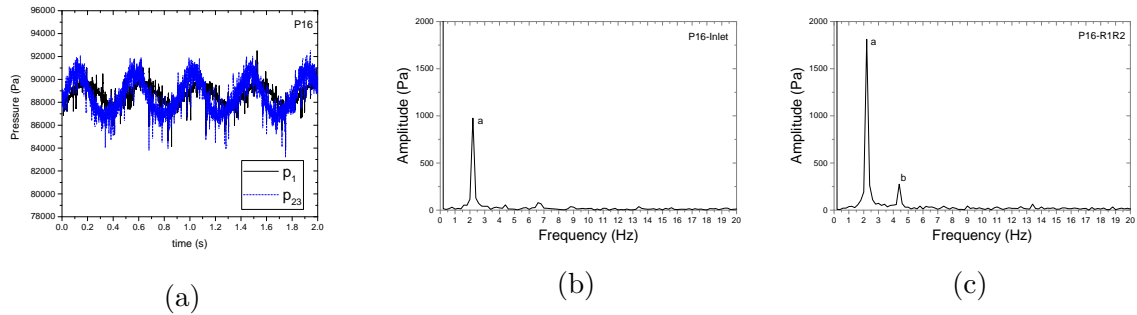 P16
96000
94000
92000
90000
88000
86000
84000
82000
80000
78000
Pressure (Pa)
0.0 0.2 0.4 0.6 0.8 1.0 1.2 1.4 1.6 1.8 2.0
time (s)
p1
p23
(a)
P16-Inlet
2000
1500
1000
500
0
Amplitude (Pa)
a
0 1 2 3 4 5 6 7 8 9 10 11 12 13 14 15 16 17 18 19 20
Frequency (Hz)
(b)
P16-R1R2
2000
1500
1000
500
0
Amplitude (Pa)
a
b
0 1 2 3 4 5 6 7 8 9 10 11 12 13 14 15 16 17 18 19 20
Frequency (Hz)
(c)